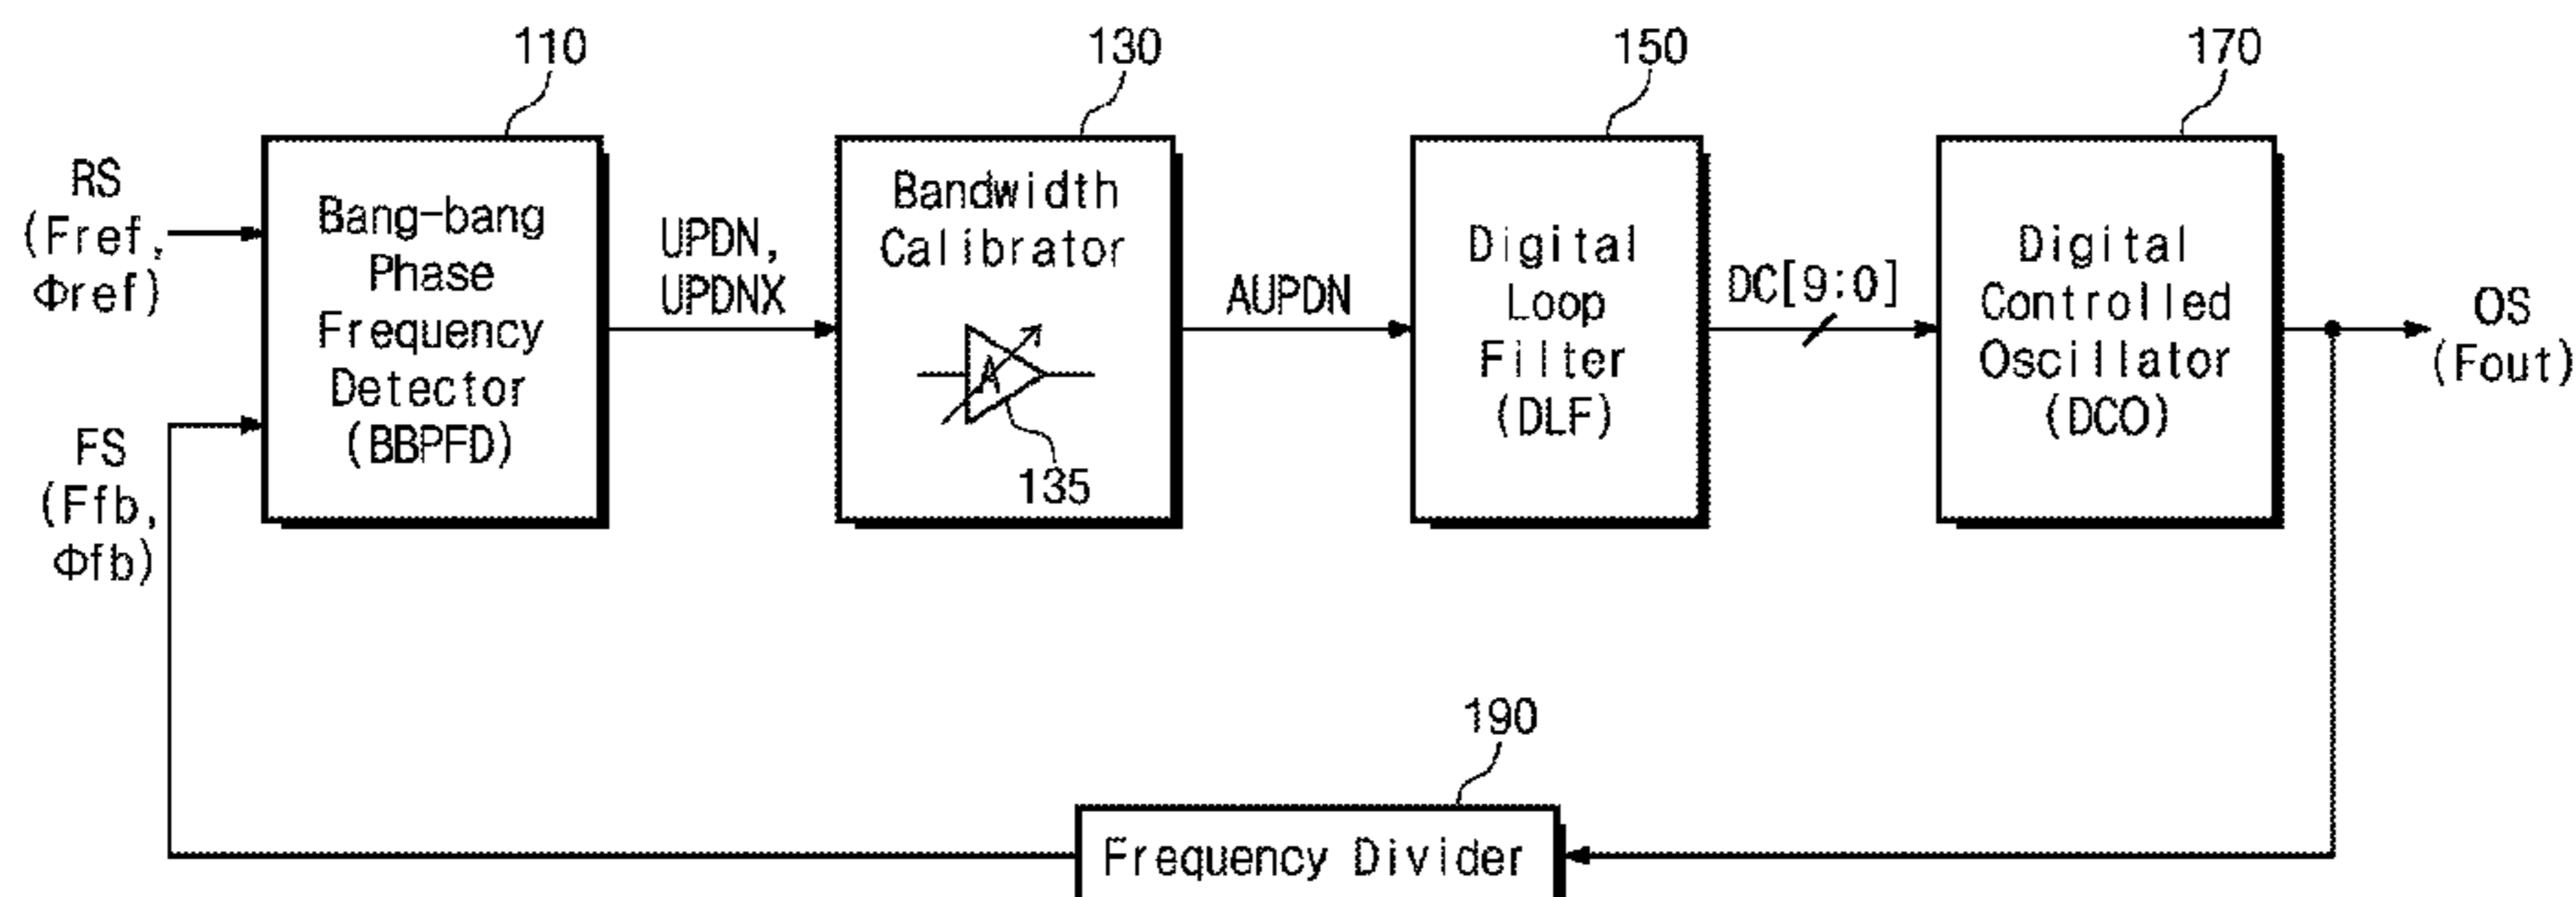 110
130
150
170
RS
(Fref,
Φref)
FS
(Ffb,
Φfb)
Bang-bang
Phase
Frequency
Detector
(BBPFD)
UPDN,
UPDNX
Bandwidth
Calibrator
A
135
AUPDN
Digital
Loop
Filter
(DLF)
DC[9:0]
Digital
Controlled
Oscillator
(DCO)
OS
(Fout)
190
Frequency Divider